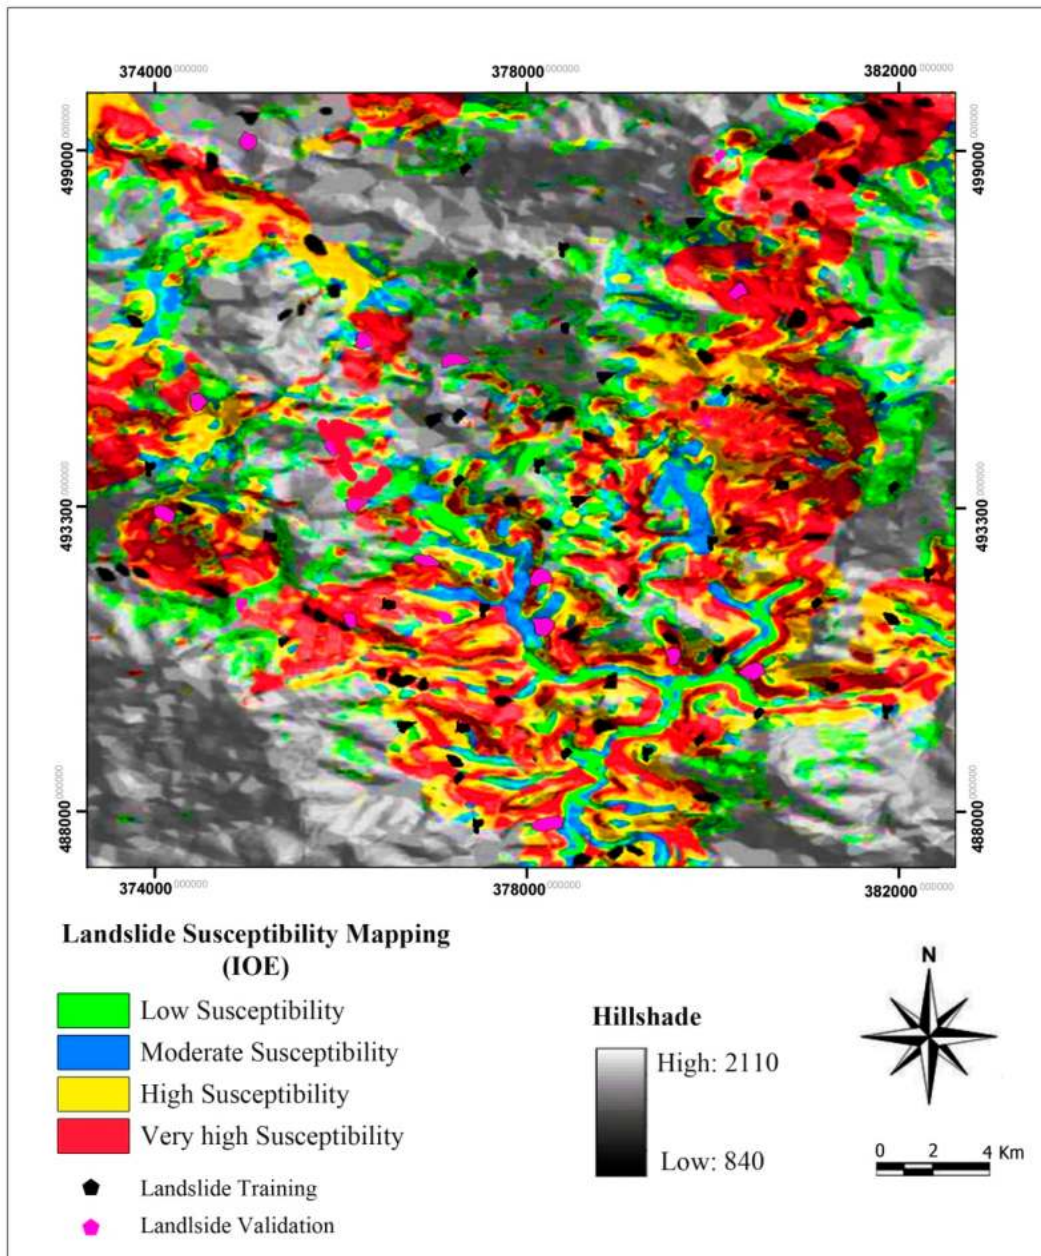 374000 000000 378000 000000 382000 000000
499000 000000 499000 000000
493300 000000 493300 000000
488000 000000 488000 000000
374000 000000 378000 000000 382000 000000
Landslide Susceptibility Mapping
(IOE)
Low Susceptibility
Moderate Susceptibility
High Susceptibility
Very high Susceptibility
Landslide Training
Landlside Validation
Hillshade
High: 2110
Low: 840
N
0 2 4 Km